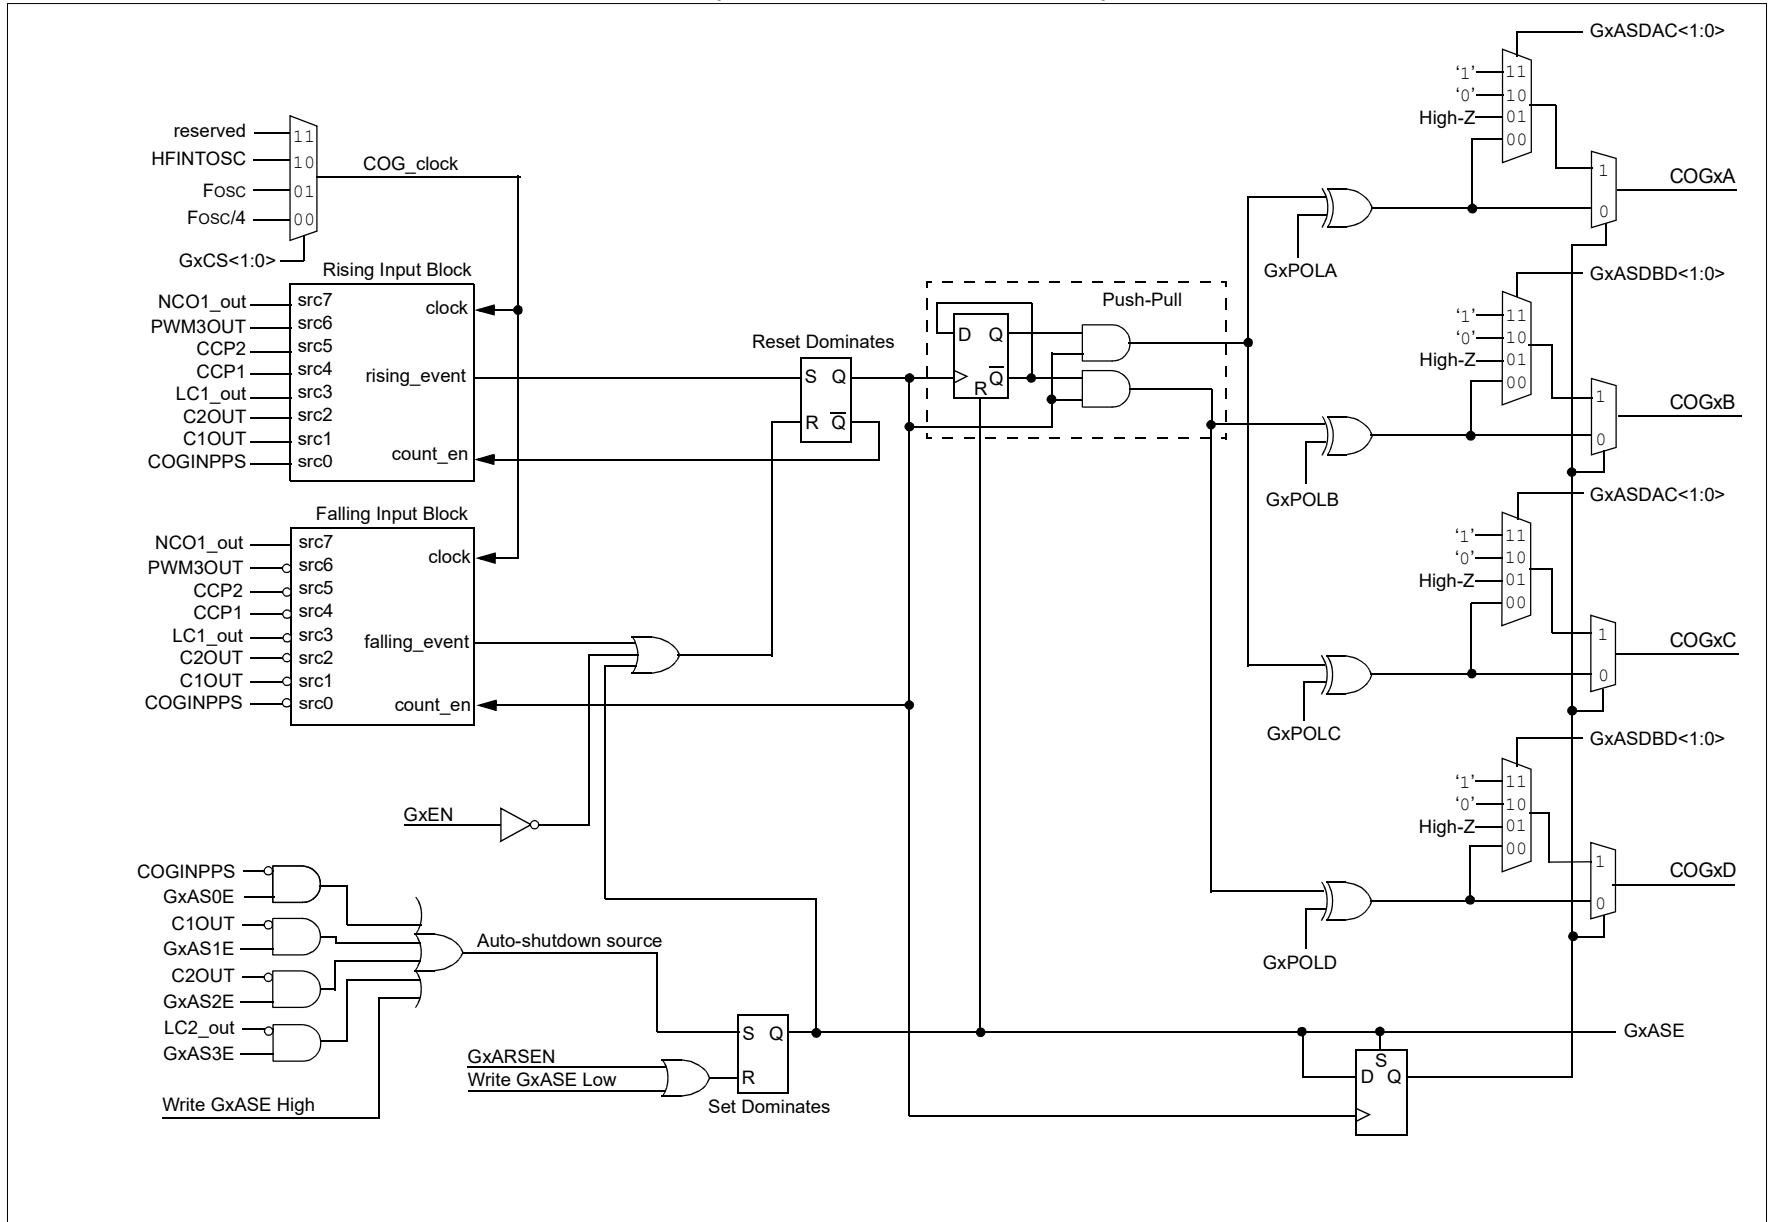 GxASDAC<1:0>
‘1’ 11
‘0’ 10
High-Z 01
00
1
0
COGxA
GxPOLA
reserved 11
HFINTOSC 10
FOSC 01
FOSC/4 00
COG_clock
GxCS<1:0>
Rising Input Block
NCO1_out src7
PWM3OUT src6
CCP2 src5
CCP1 src4
LC1_out src3
C2OUT src2
C1OUT src1
COGINPPS src0
clock
rising_event
count_en
Reset Dominates
S Q
R Q
Push-Pull
D Q
Q
R
GxASDBD<1:0>
‘1’ 11
‘0’ 10
High-Z 01
00
1
0
COGxB
GxPOLB
Falling Input Block
NCO1_out src7
PWM3OUT src6
CCP2 src5
CCP1 src4
LC1_out src3
C2OUT src2
C1OUT src1
COGINPPS src0
clock
falling_event
count_en
GxASDAC<1:0>
‘1’ 11
‘0’ 10
High-Z 01
00
1
0
COGxC
GxPOLC
GxASDBD<1:0>
‘1’ 11
‘0’ 10
High-Z 01
00
1
0
COGxD
GxPOLD
GxEN
COGINPPS
GxAS0E
C1OUT
GxAS1E
C2OUT
GxAS2E
LC2_out
GxAS3E
Auto-shutdown source
Write GxASE High
GxARSEN
Write GxASE Low
S Q
R
Set Dominates
GxASE
S
D Q